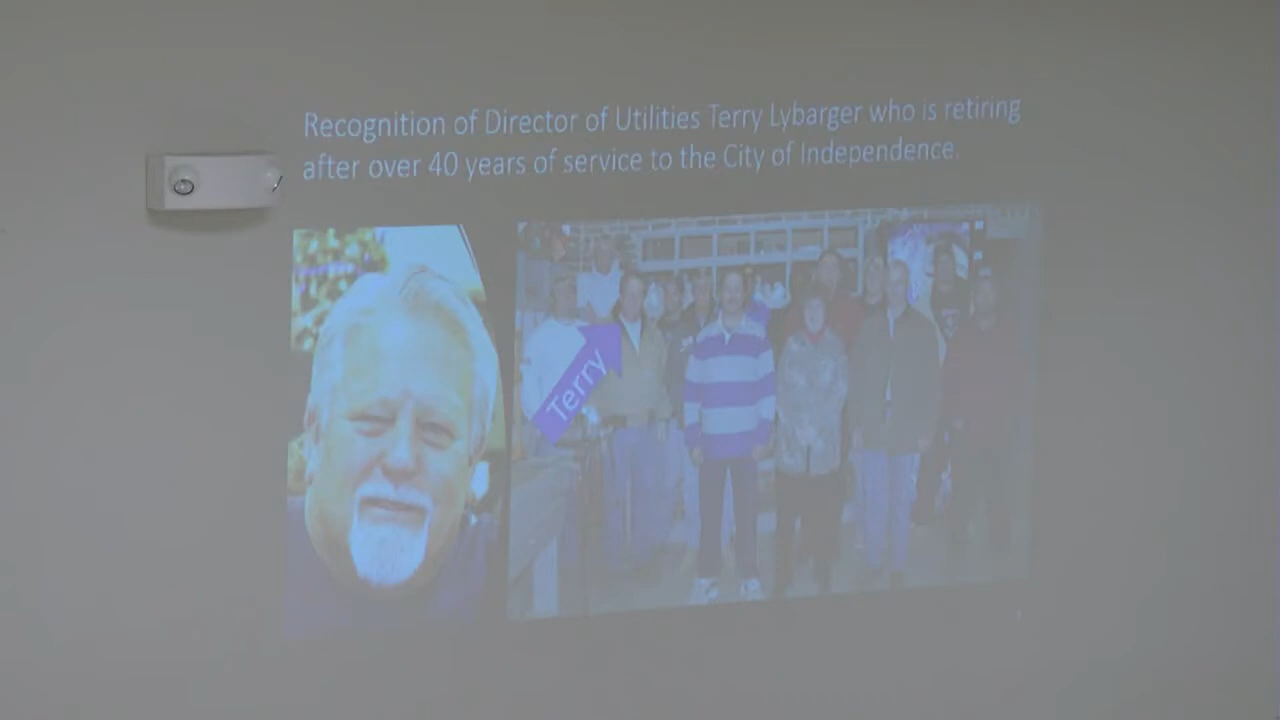 Recognition of Director of Utilities Terry Lybarger who is retiring
after over 40 years of service to the City of Independence.
Terry